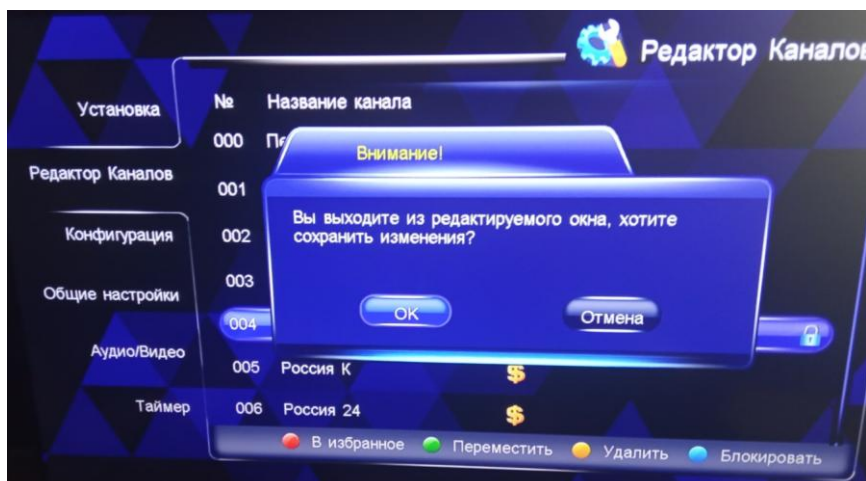 Редактор Каналов
Установка
Редактор Каналов
Конфигурация
Общие настройки
Аудио/Видео
Таймер
№ Название канала
000
001
002
003
004
005 Россия К $
006 Россия 24 $
Внимание!
Вы выходите из редактируемого окна, хотите
сохранить изменения?
OK Отмена
В избранное Переместить Удалить Блокировать